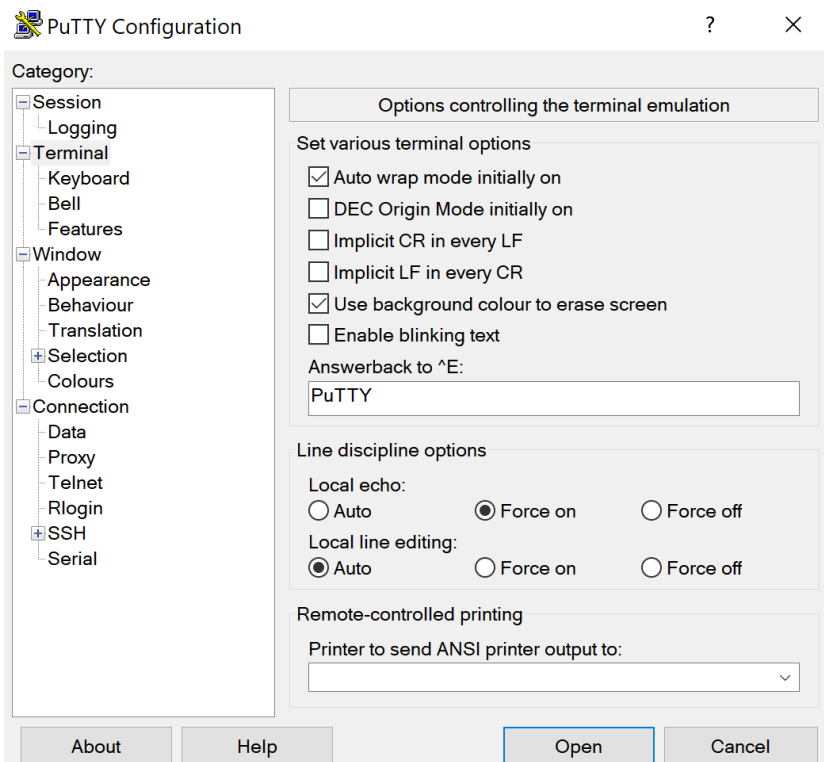 PuTTY Configuration
Category:
Session
Logging
Terminal
Keyboard
Bell
Features
Window
Appearance
Behaviour
Translation
Selection
Colours
Connection
Data
Proxy
Telnet
Rlogin
SSH
Serial
Options controlling the terminal emulation
Set various terminal options
Auto wrap mode initially on
DEC Origin Mode initially on
Implicit CR in every LF
Implicit LF in every CR
Use background colour to erase screen
Enable blinking text
Answerback to ^E:
PuTTY
Line discipline options
Local echo:
Auto Force on Force off
Local line editing:
Auto Force on Force off
Remote-controlled printing
Printer to send ANSI printer output to:
About Help Open Cancel